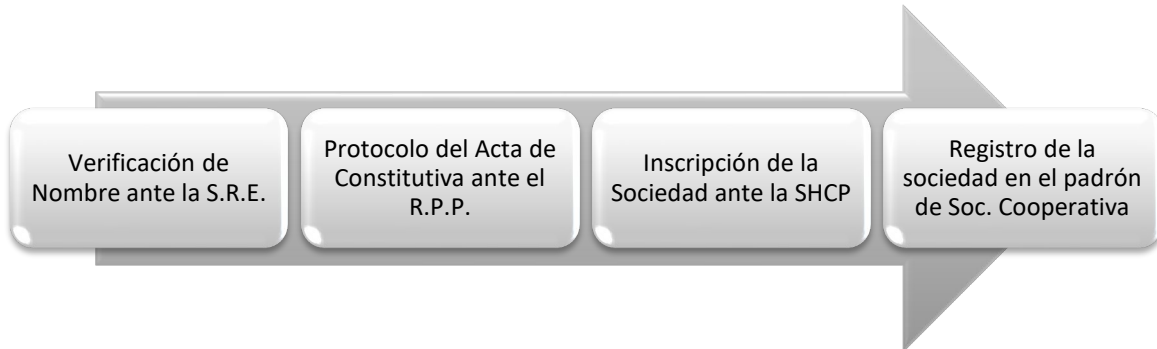 Verificación de
Nombre ante la S.R.E.
Protocolo del Acta de
Constitutiva ante el
R.P.P.
Inscripción de la
Sociedad ante la SHCP
Registro de la
sociedad en el padrón
de Soc. Cooperativa